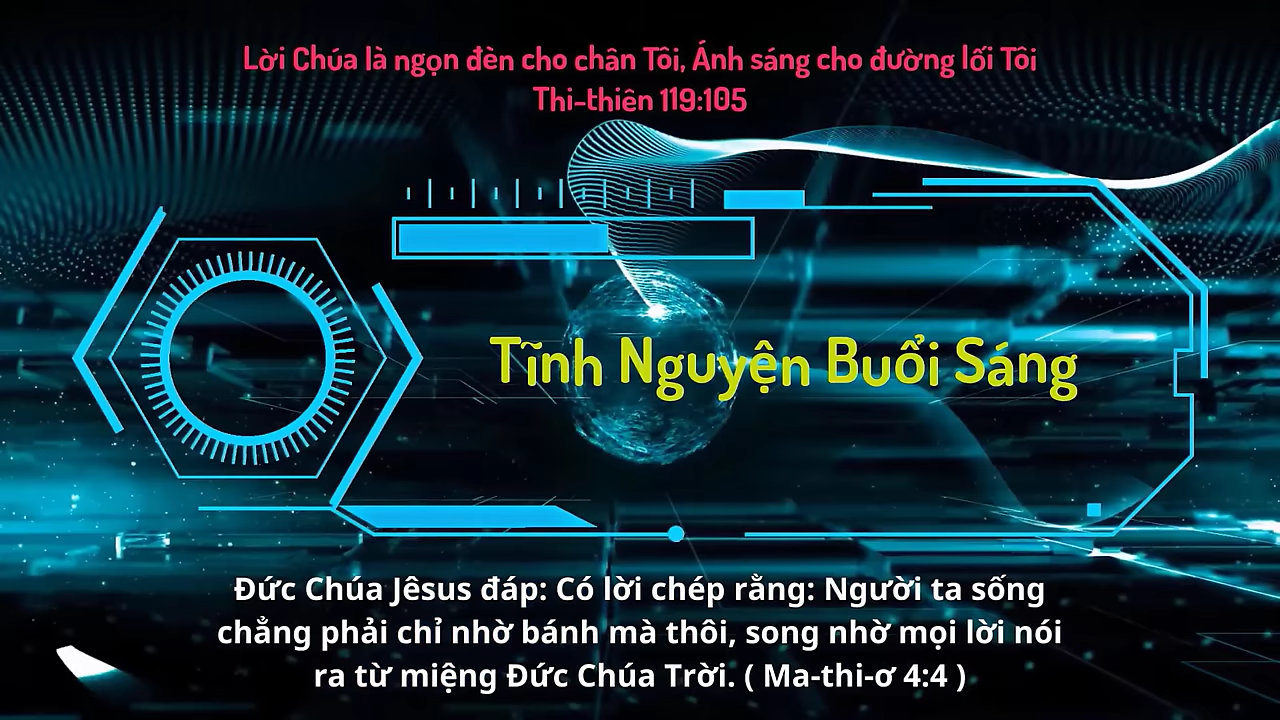 Lời Chúa là ngọn đèn cho chân Tôi, Ánh sáng cho đường lối Tôi
Thi-thiên 119:105
Tĩnh Nguyện Buổi Sáng
Đức Chúa Jêsus đáp: Có lời chép rằng: Người ta sống
chẳng phải chỉ nhờ bánh mà thôi, song nhờ mọi lời nói
ra từ miệng Đức Chúa Trời. ( Ma-thi-ơ 4:4 )